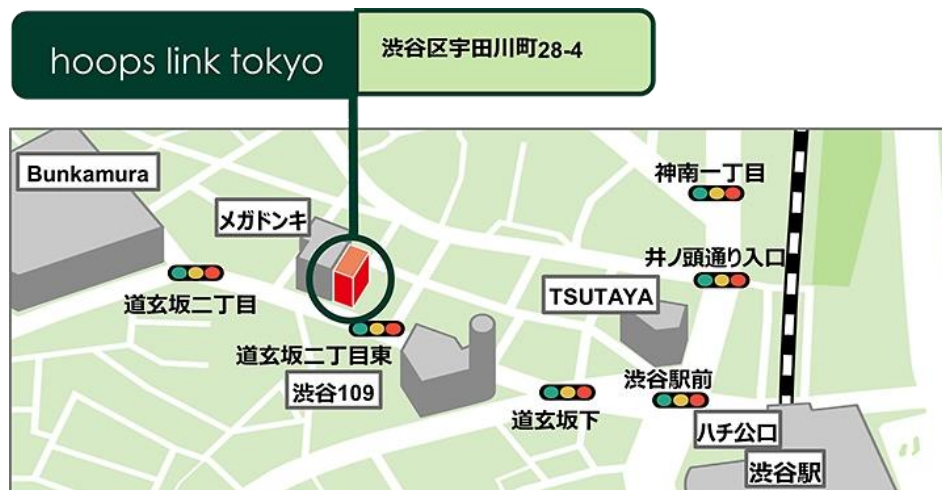 hoops link tokyo
渋谷区宇田川町28-4
Bunkamura
神南一丁目
メガドンキ
井ノ頭通り入口
道玄坂二丁目
TSUTAYA
道玄坂二丁目東
渋谷109
渋谷駅前
道玄坂下
ハチ公口
渋谷駅